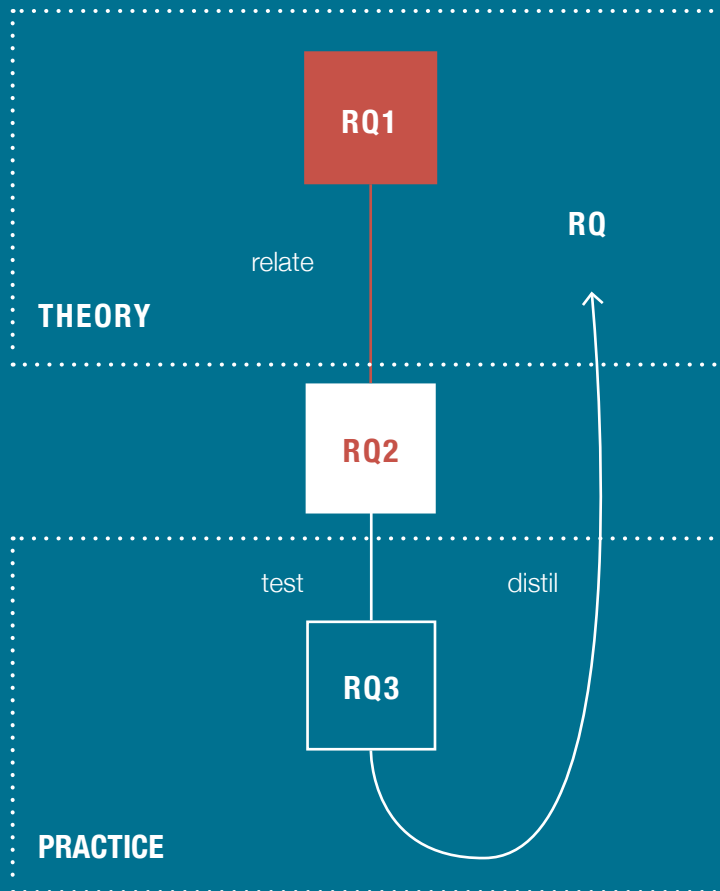 RQ1
RQ
relate
THEORY
RQ2
test
distil
RQ3
PRACTICE